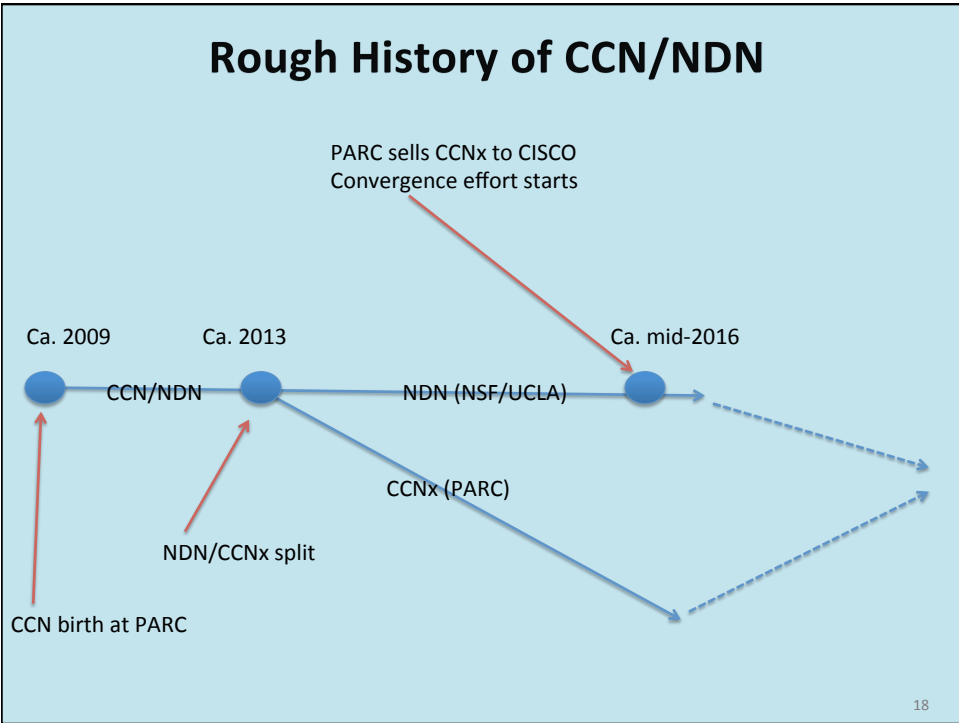 Rough History of CCN/NDN
PARC sells CCNx to CISCO
Convergence effort starts
Ca. 2009
Ca. 2013
Ca. mid-2016
CCN/NDN
NDN (NSF/UCLA)
CCNx (PARC)
NDN/CCNx split
CCN birth at PARC
18